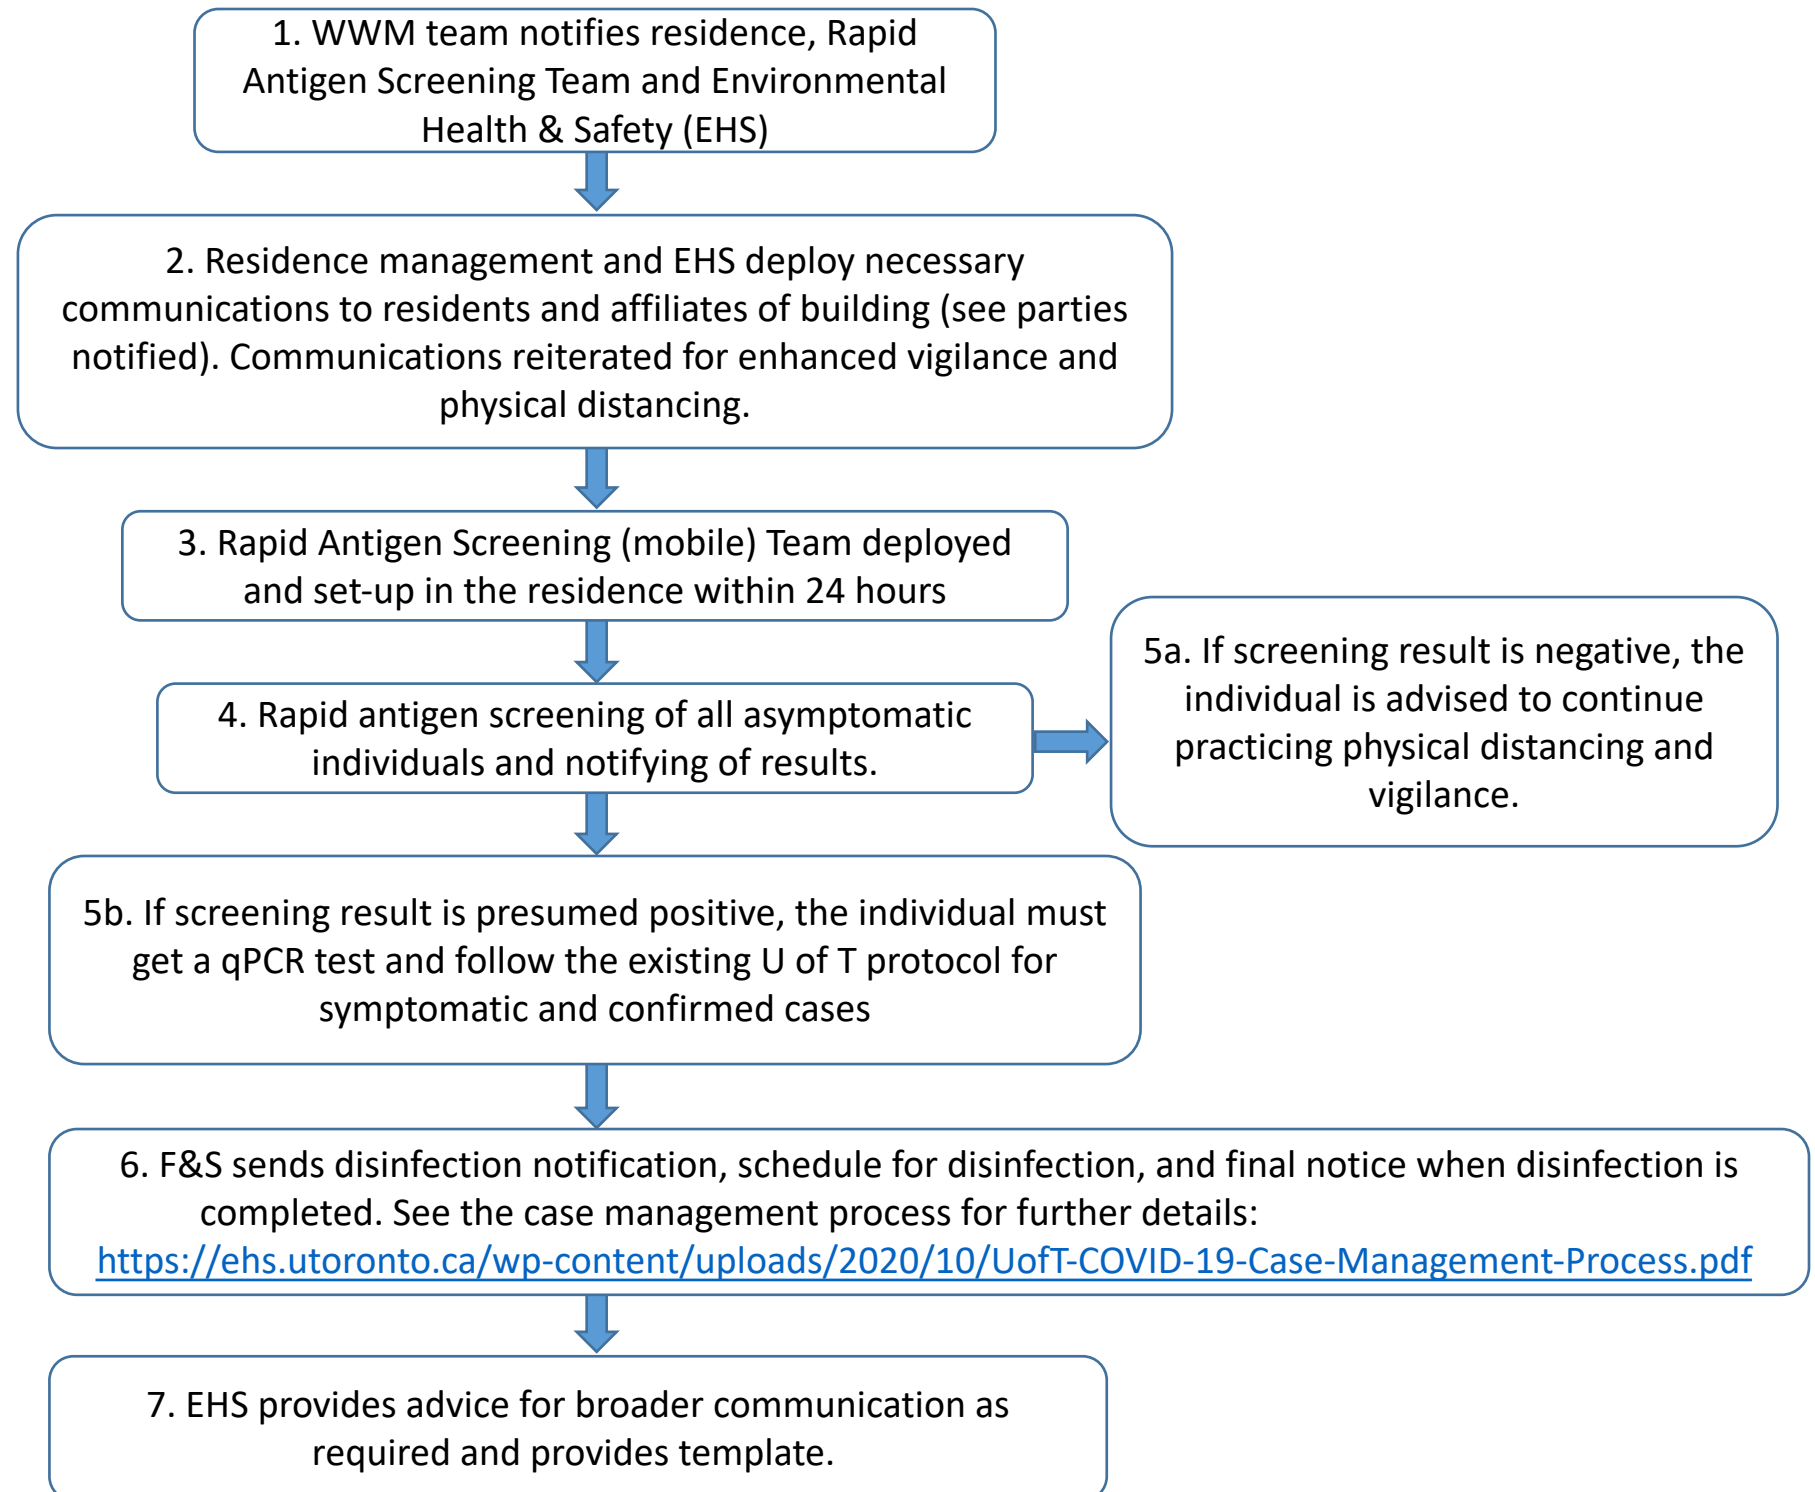 1. WWM team notifies residence, Rapid
Antigen Screening Team and Environmental
Health & Safety (EHS)
2. Residence management and EHS deploy necessary
communications to residents and affiliates of building (see parties
notified). Communications reiterated for enhanced vigilance and
physical distancing.
3. Rapid Antigen Screening (mobile) Team deployed
and set-up in the residence within 24 hours
4. Rapid antigen screening of all asymptomatic
individuals and notifying of results.
5a. If screening result is negative, the
individual is advised to continue
practicing physical distancing and
vigilance.
5b. If screening result is presumed positive, the individual must
get a qPCR test and follow the existing U of T protocol for
symptomatic and confirmed cases
6. F&S sends disinfection notification, schedule for disinfection, and final notice when disinfection is
completed. See the case management process for further details:
https://ehs.utoronto.ca/wp-content/uploads/2020/10/UofT-COVID-19-Case-Management-Process.pdf
7. EHS provides advice for broader communication as
required and provides template.